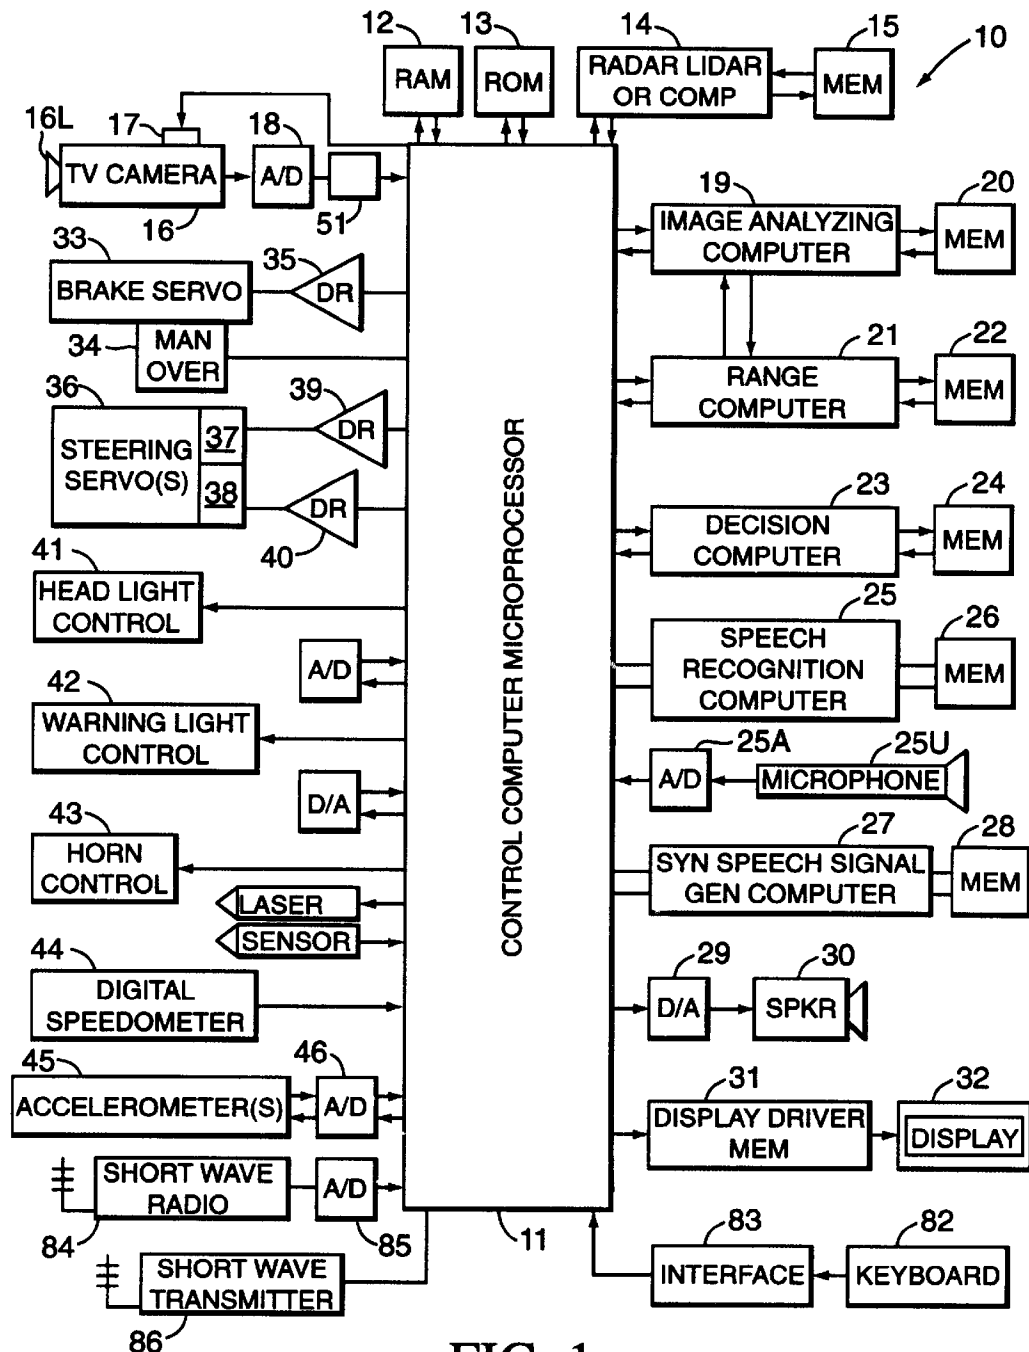 12
13
14
15
10
RAM
ROM
RADAR LIDAR
OR COMP
MEM
16L
17
18
TV CAMERA
A/D
16
51
19
20
IMAGE ANALYZING
COMPUTER
MEM
33
35
BRAKE SERVO
DR
34
MAN
OVER
21
22
RANGE
COMPUTER
MEM
36
39
STEERING
SERVO(S)
37
38
DR
DR
40
23
24
DECISION
COMPUTER
MEM
41
HEAD LIGHT
CONTROL
25
26
SPEECH
RECOGNITION
COMPUTER
MEM
A/D
42
WARNING LIGHT
CONTROL
25A
25U
A/D
MICROPHONE
D/A
43
HORN
CONTROL
27
28
SYN SPEECH SIGNAL
GEN COMPUTER
MEM
LASER
SENSOR
CONTROL COMPUTER MICROPROCESSOR
44
DIGITAL
SPEEDOMETER
29
30
D/A
SPKR
45
46
ACCELEROMETER(S)
A/D
31
32
DISPLAY DRIVER
MEM
DISPLAY
SHORT WAVE
RADIO
A/D
84
85
11
83
82
INTERFACE
KEYBOARD
SHORT WAVE
TRANSMITTER
86
FIG. 1